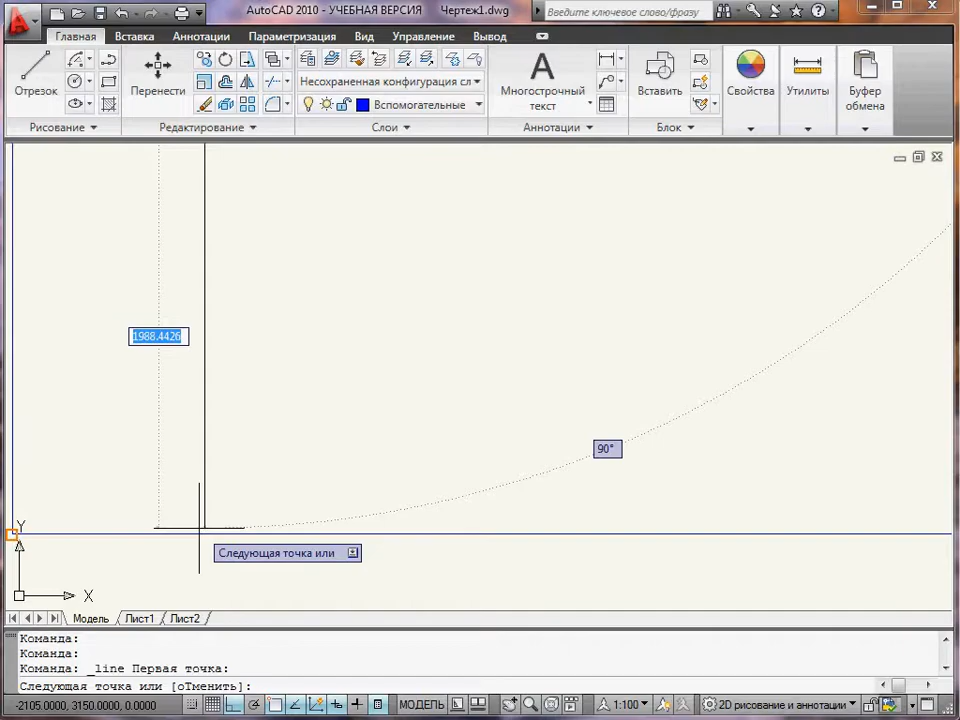 AutoCAD 2010 - УЧЕБНАЯ ВЕРСИЯ Чертеж1.dwg
Введите ключевое слово/фразу
Главная Вставка Аннотации Параметризация Вид Управление Вывод
Несохраненная конфигурация сл
Отрезок Перенести Вспомогательные Многострочный текст Вставить Свойства Утилиты Буфер обмена
Рисование Редактирование Слои Аннотации Блок
1988.4426
90°
Y
Следующая точка или
X
Модель Лист1 Лист2
Команда:
Команда:
Команда: _line Первая точка:
Следующая точка или [оТменить]:
-2105.0000, 3150.0000, 0.0000 МОДЕЛЬ 1:100 2D рисование и аннотации